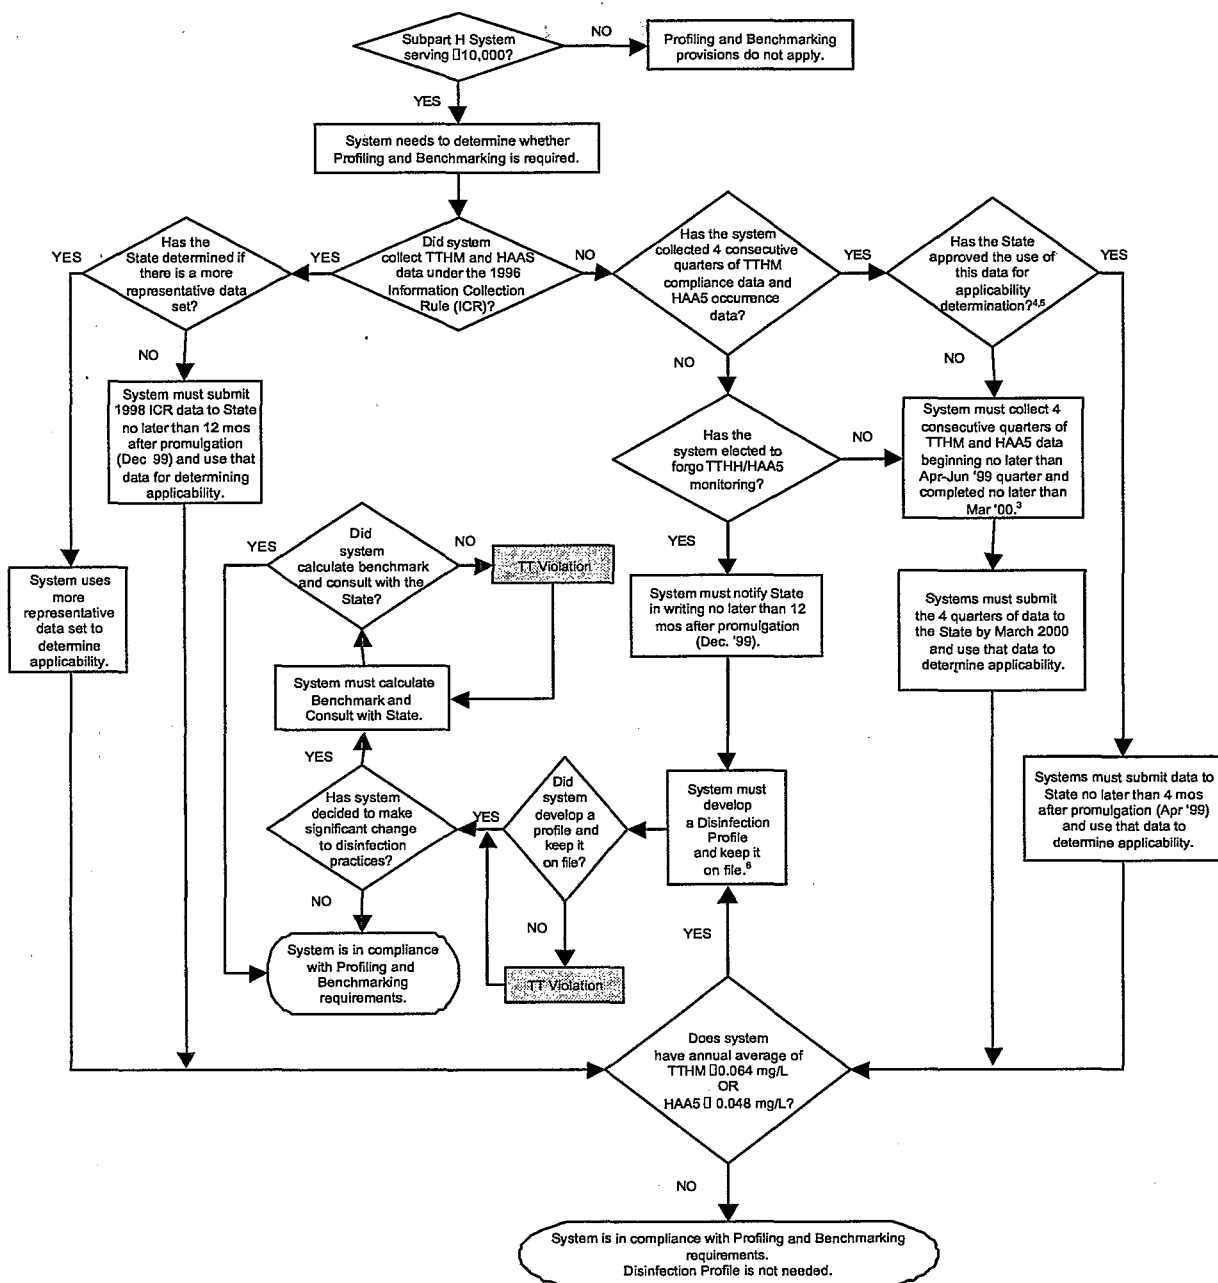 Subpart H System
serving ▯10,000?
NO
Profiling and Benchmarking
provisions do not apply.
YES
System needs to determine whether
Profiling and Benchmarking is required.
YES
Has the
State determined if
there is a more
representative data
set?
YES
Did system
collect TTHM and HAA5
data under the 1996
Information Collection
Rule (ICR)?
NO
Has the system
collected 4 consecutive
quarters of TTHM
compliance data and
HAA5 occurrence
data?
YES
Has the State
approved the use of
this data for
applicability
determination?⁴,⁵
YES
NO
System must submit
1998 ICR data to State
no later than 12 mos
after promulgation
(Dec '99) and use that
data for determining
applicability.
NO
Has the
system elected to
forgo TTHH/HAA5
monitoring?
NO
NO
System must collect 4
consecutive quarters of
TTHM and HAA5 data
beginning no later than
Apr-Jun '99 quarter and
completed no later than
Mar '00.³
YES
Did
system
calculate benchmark
and consult with the
State?
NO
TT Violation
YES
System uses
more
representative
data set to
determine
applicability.
System must notify State
in writing no later than 12
mos after promulgation
(Dec. '99).
Systems must submit
the 4 quarters of data to
the State by March 2000
and use that data to
determine applicability.
System must calculate
Benchmark and
Consult with State.
YES
Has system
decided to make
significant change
to disinfection
practices?
YES
Did
system
develop a
profile and
keep it
on file?
System must
develop
a Disinfection
Profile
and keep it
on file.⁶
Systems must submit data to
State no later than 4 mos
after promulgation (Apr '99)
and use that data to
determine applicability.
NO
NO
YES
System is in compliance
with Profiling and
Benchmarking
requirements.
TT Violation
Does system
have annual average of
TTHM ▯0.064 mg/L
OR
HAA5 ▯ 0.048 mg/L?
NO
System is in compliance with Profiling and Benchmarking
requirements.
Disinfection Profile is not needed.